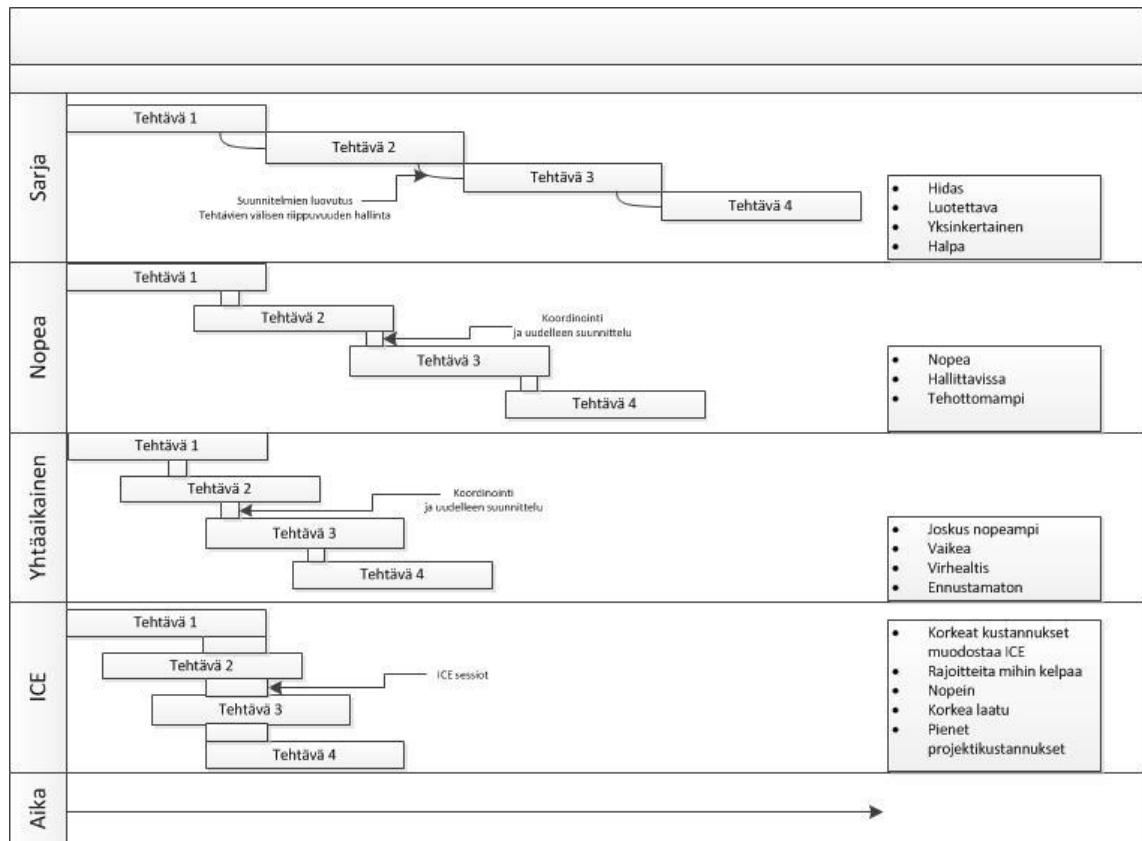 Sarja
Tehtävä 1
Tehtävä 2
Tehtävä 3
Tehtävä 4
Suunnitelmien luovutus
Tehtävien välisen riippuvuuden hallinta
Hidas
Luotettava
Yksinkertainen
Halpa
Nopea
Tehtävä 1
Tehtävä 2
Tehtävä 3
Tehtävä 4
Koordinointi
ja uudelleen suunnittelu
Nopea
Hallittavissa
Tehottomampi
Yhtäaikainen
Tehtävä 1
Tehtävä 2
Tehtävä 3
Tehtävä 4
Koordinointi
ja uudelleen suunnittelu
Joskus nopeampi
Vaikea
Virhealtis
Ennustamaton
ICE
Tehtävä 1
Tehtävä 2
Tehtävä 3
Tehtävä 4
ICE sessiot
Korkeat kustannukset
muodostaa ICE
Rajoitteita mihin kelpaa
Nopein
Korkea laatu
Pienet
projektikustannukset
Aika